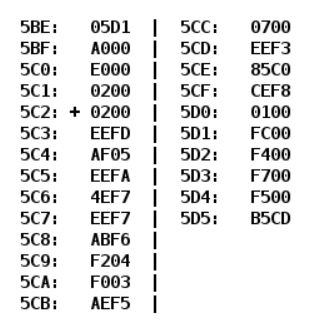 5BE: 05D1 | 5CC: 0700
5BF: A000 | 5CD: EEF3
5C0: E000 | 5CE: 85C0
5C1: 0200 | 5CF: CEF8
5C2: + 0200 | 5D0: 0100
5C3: EEFD | 5D1: FC00
5C4: AF05 | 5D2: F400
5C5: EEFA | 5D3: F700
5C6: 4EF7 | 5D4: F500
5C7: EEF7 | 5D5: B5CD
5C8: ABF6 |
5C9: F204 |
5CA: F003 |
5CB: AEF5 |